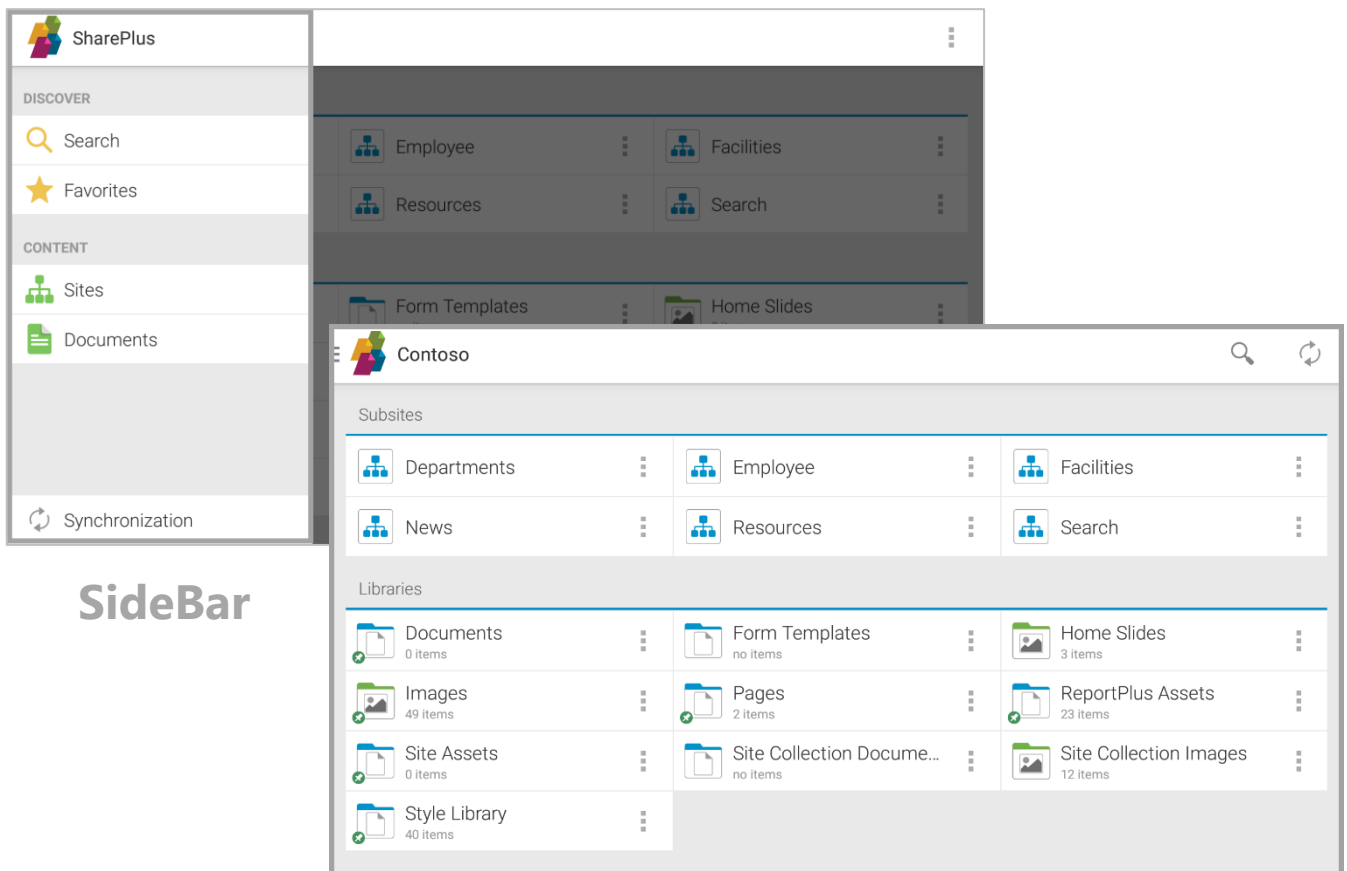 SharePlus
DISCOVER
Search
Favorites
CONTENT
Sites
Documents
Synchronization
Employee
Facilities
Resources
Search
Form Templates
Home Slides
SideBar
Contoso
Subsites
Departments
Employee
Facilities
News
Resources
Search
Libraries
Documents
0 items
Form Templates
no items
Home Slides
3 items
Images
49 items
Pages
2 items
ReportPlus Assets
23 items
Site Assets
0 items
Site Collection Docume...
no items
Site Collection Images
12 items
Style Library
40 items